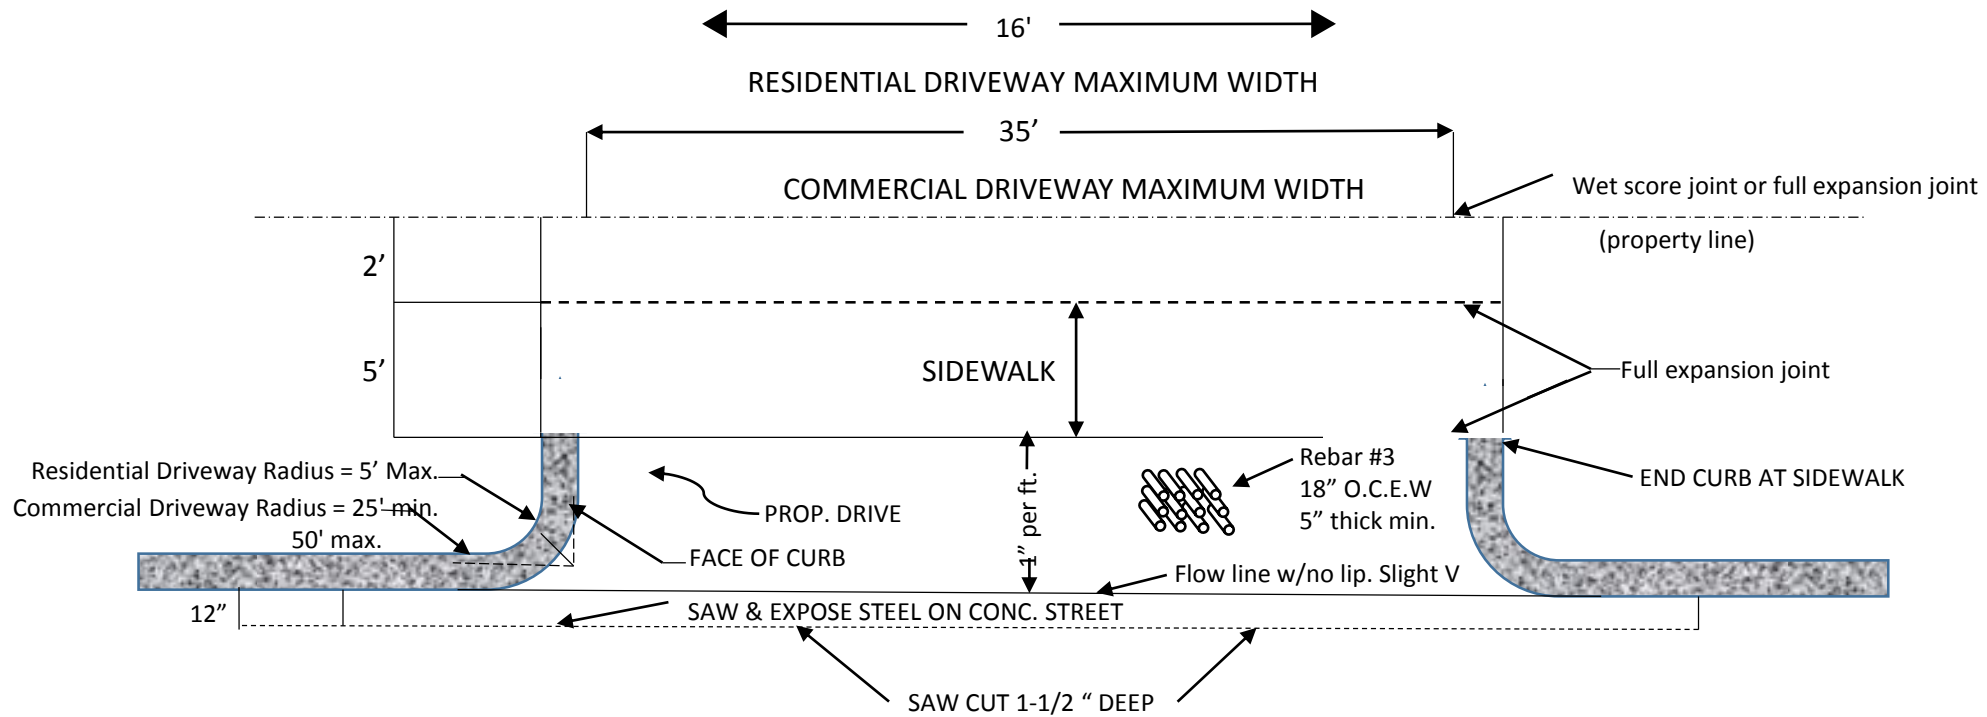 16'
RESIDENTIAL DRIVEWAY MAXIMUM WIDTH
35’
COMMERCIAL DRIVEWAY MAXIMUM WIDTH
Wet score joint or full expansion joint
(property line)
2’
5’
SIDEWALK
Full expansion joint
Residential Driveway Radius = 5’ Max.
Commercial Driveway Radius = 25' min.
50' max.
PROP. DRIVE
FACE OF CURB
1” per ft.
Rebar #3
18” O.C.E.W
5” thick min.
END CURB AT SIDEWALK
Flow line w/no lip. Slight V
12”
SAW & EXPOSE STEEL ON CONC. STREET
SAW CUT 1-1/2 “ DEEP